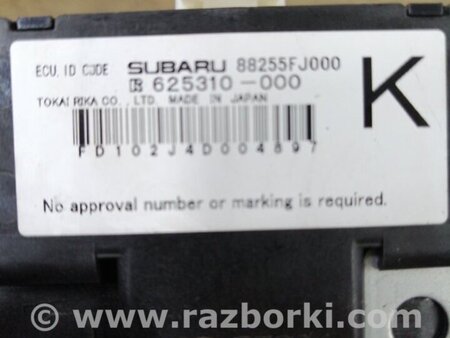 ECU. ID CODE SUBARU 88255FJ000
625310-000
TOKAI RIKA CO., LTD. MADE IN JAPAN
K
FD102J4D004897
No approval number or marking is required.
© www.razborki.com